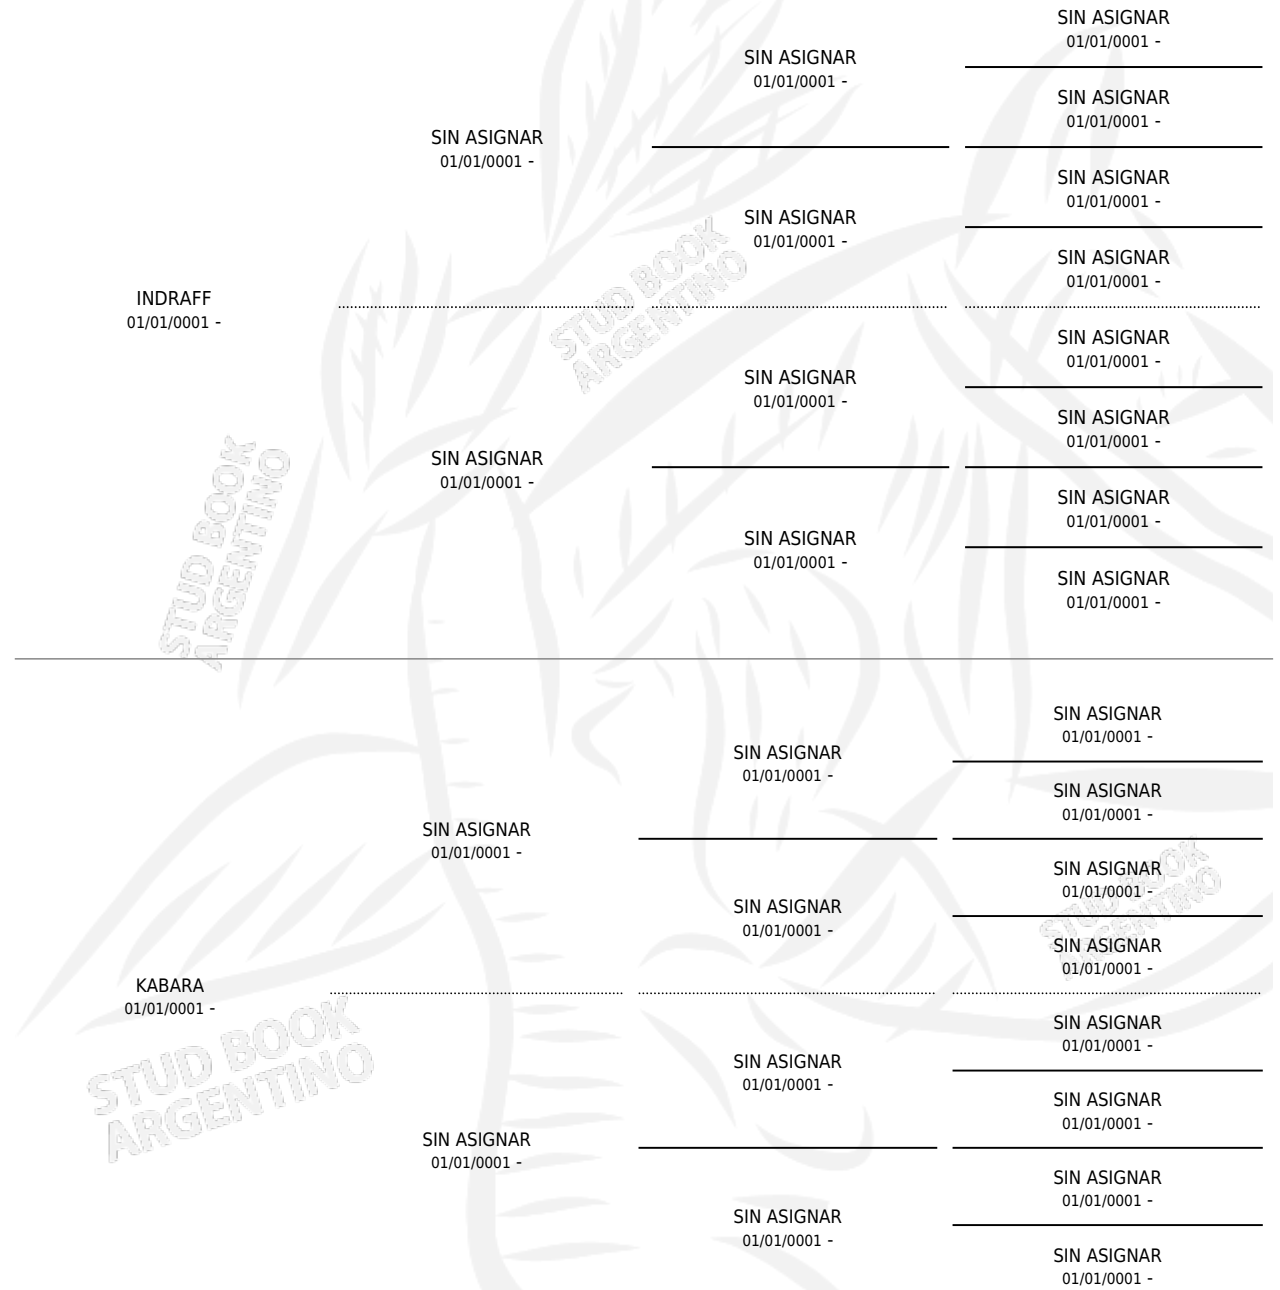 SIN ASIGNAR
01/01/0001 -
SIN ASIGNAR
01/01/0001 -
SIN ASIGNAR
01/01/0001 -
SIN ASIGNAR
01/01/0001 -
SIN ASIGNAR
01/01/0001 -
SIN ASIGNAR
01/01/0001 -
SIN ASIGNAR
01/01/0001 -
STUD BOOK
ARGENTINO
INDRAFF
01/01/0001 -
SIN ASIGNAR
01/01/0001 -
SIN ASIGNAR
01/01/0001 -
SIN ASIGNAR
01/01/0001 -
SIN ASIGNAR
01/01/0001 -
STUD BOOK
ARGENTINO
SIN ASIGNAR
01/01/0001 -
SIN ASIGNAR
01/01/0001 -
SIN ASIGNAR
01/01/0001 -
SIN ASIGNAR
01/01/0001 -
SIN ASIGNAR
01/01/0001 -
SIN ASIGNAR
01/01/0001 -
SIN ASIGNAR
01/01/0001 -
SIN ASIGNAR
01/01/0001 -
SIN ASIGNAR
01/01/0001 -
STUD BOOK
ARGENTINO
SIN ASIGNAR
01/01/0001 -
SIN ASIGNAR
01/01/0001 -
KABARA
01/01/0001 -
STUD BOOK
ARGENTINO
SIN ASIGNAR
01/01/0001 -
SIN ASIGNAR
01/01/0001 -
SIN ASIGNAR
01/01/0001 -
SIN ASIGNAR
01/01/0001 -
SIN ASIGNAR
01/01/0001 -
SIN ASIGNAR
01/01/0001 -
SIN ASIGNAR
01/01/0001 -